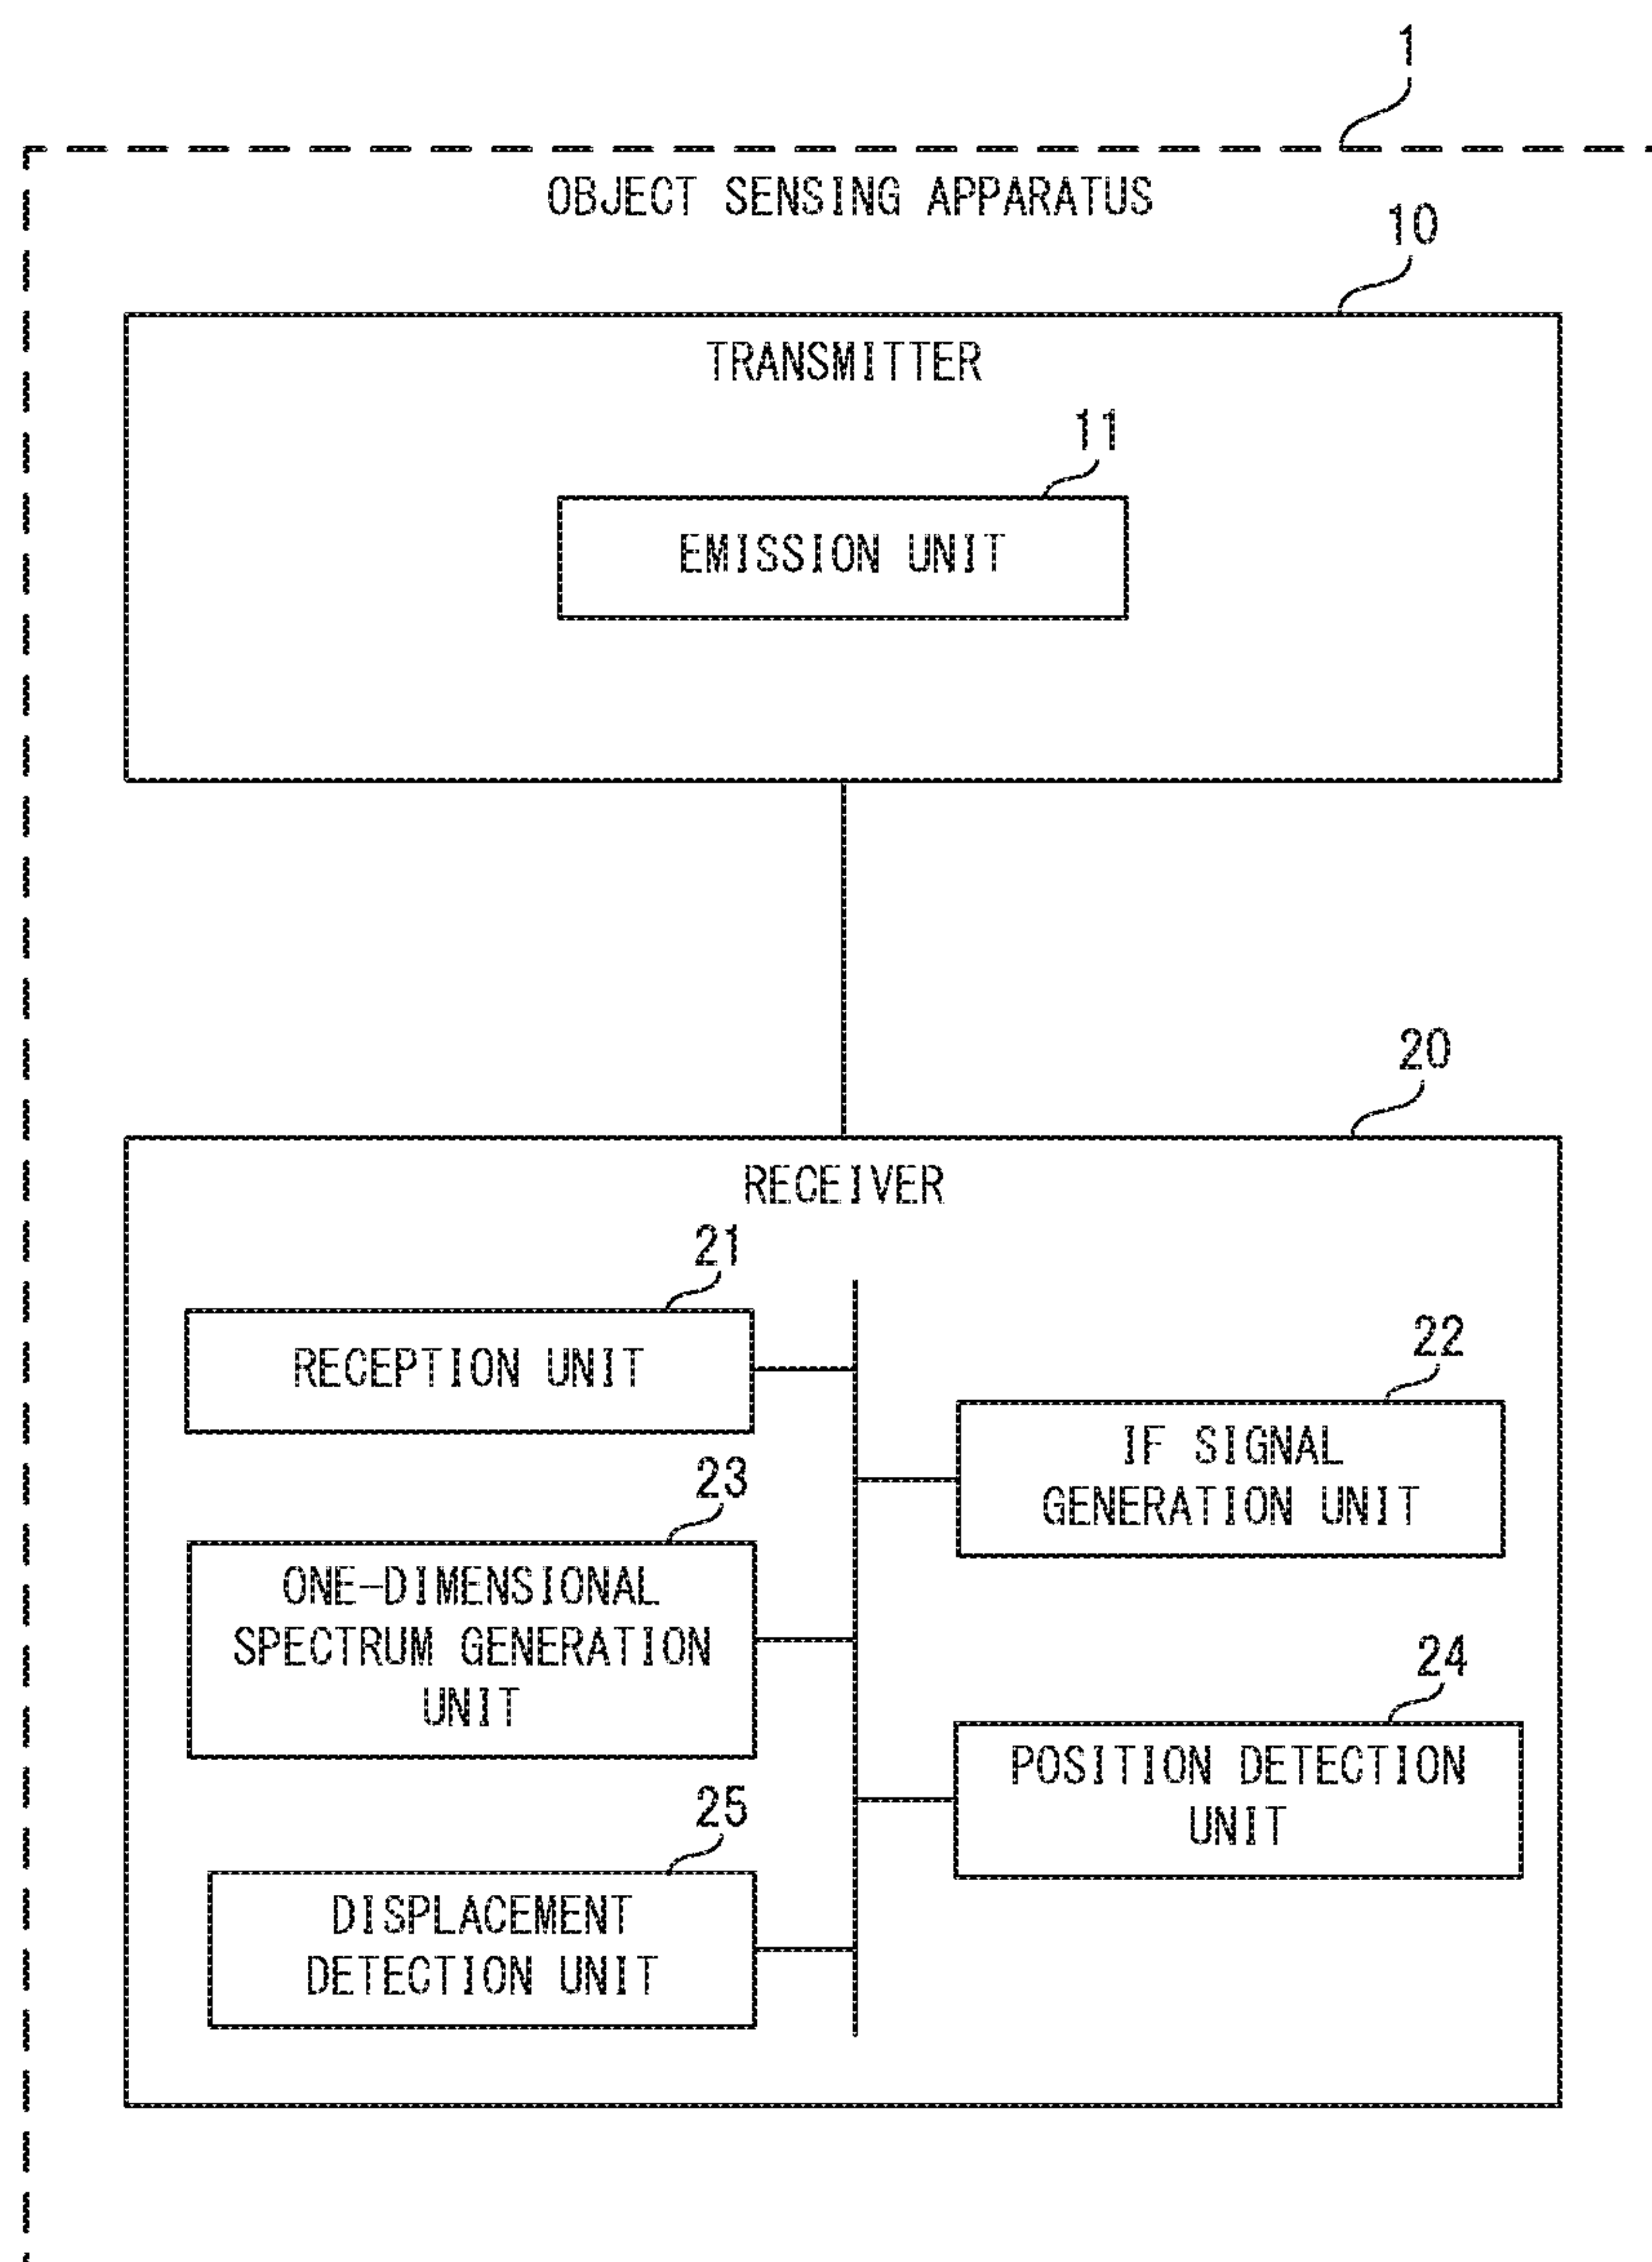 1
OBJECT SENSING APPARATUS
10
TRANSMITTER
11
EMISSION UNIT
20
RECEIVER
21
RECEPTION UNIT
22
IF SIGNAL
GENERATION UNIT
23
ONE-DIMENSIONAL
SPECTRUM GENERATION
UNIT
24
POSITION DETECTION
UNIT
25
DISPLACEMENT
DETECTION UNIT